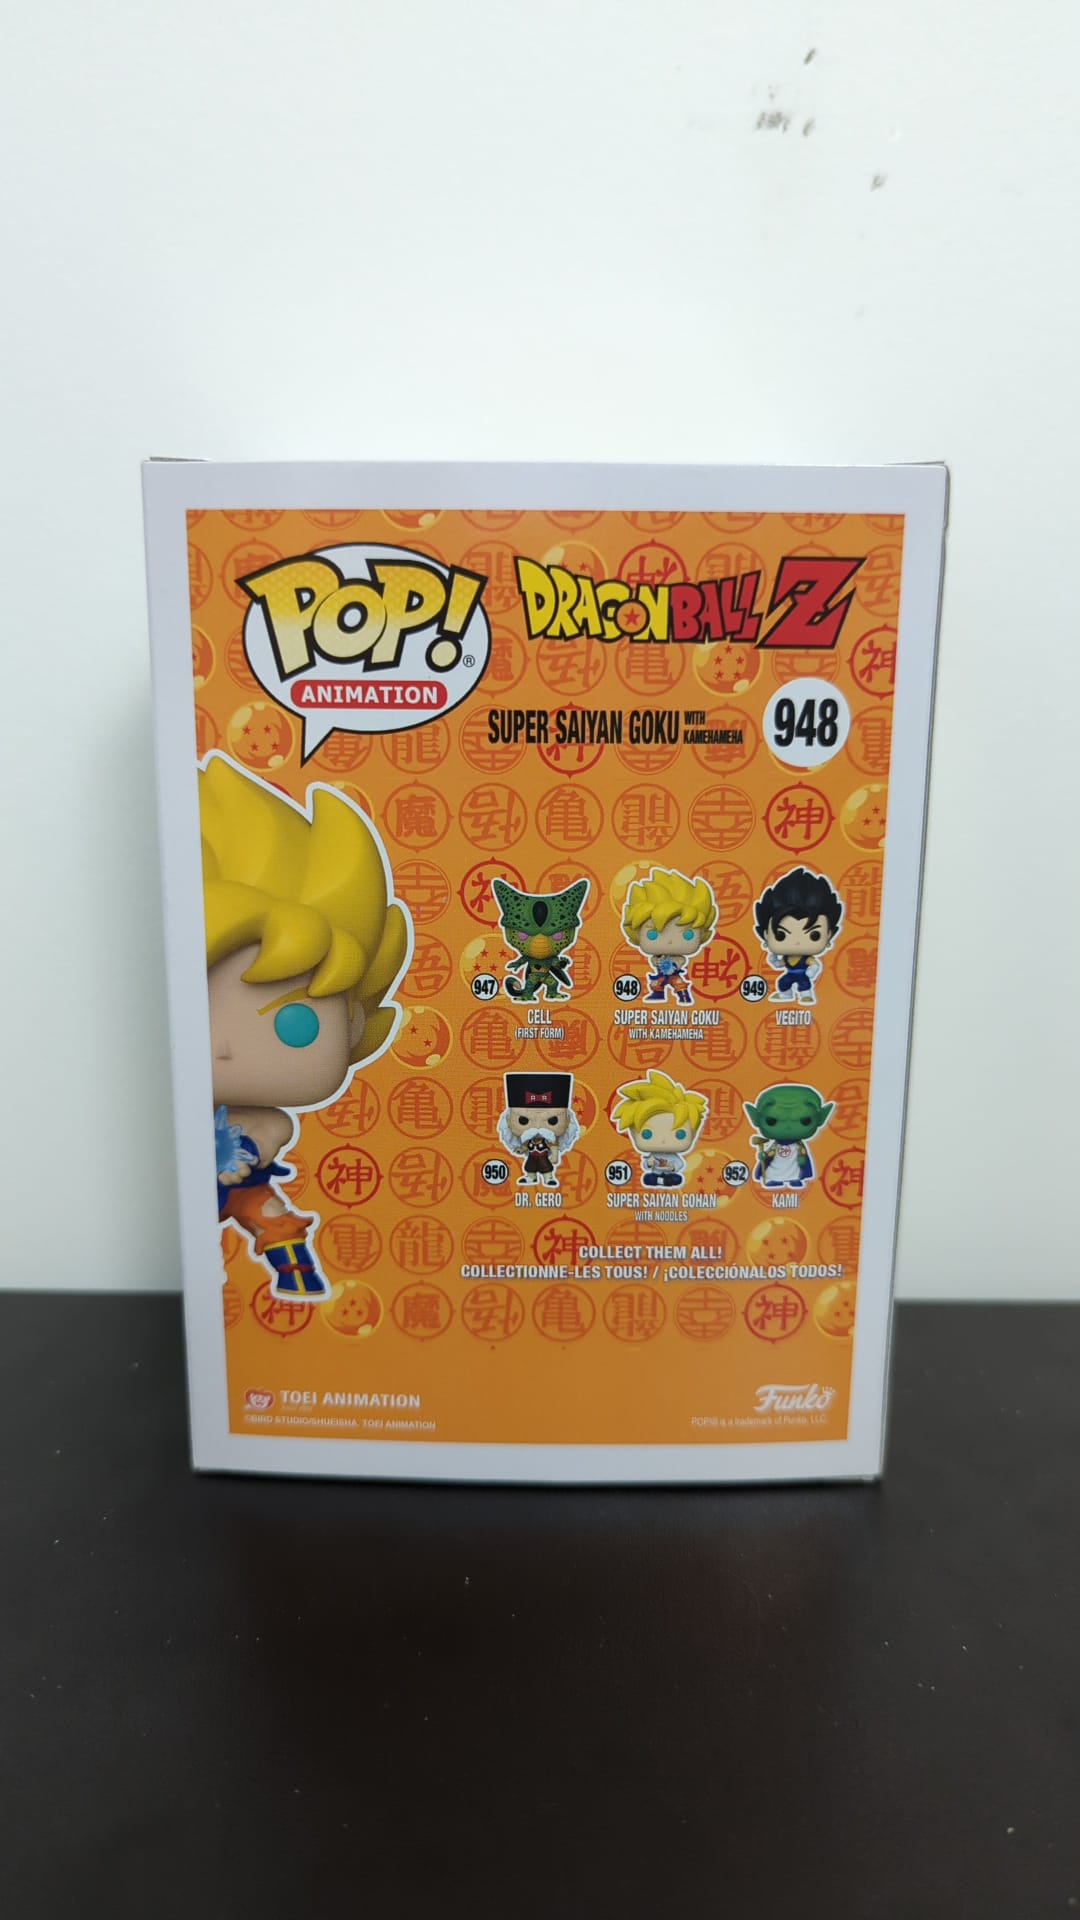 POP!®
ANIMATION
DRAGON BALL Z
SUPER SAIYAN GOKU WITH KAMEHAMEHA
948
947
CELL
(FIRST FORM)
948
SUPER SAIYAN GOKU
WITH KAMEHAMEHA
949
VEGITO
950
DR. GERO
951
SUPER SAIYAN GOHAN
WITH NOODLES
952
KAMI
COLLECT THEM ALL!
COLLECTIONNE-LES TOUS! / ¡COLECCIÓNALOS TODOS!
TOEI ANIMATION
©BIRD STUDIO/SHUEISHA, TOEI ANIMATION
Funko
POP!® is a trademark of Funko, LLC.